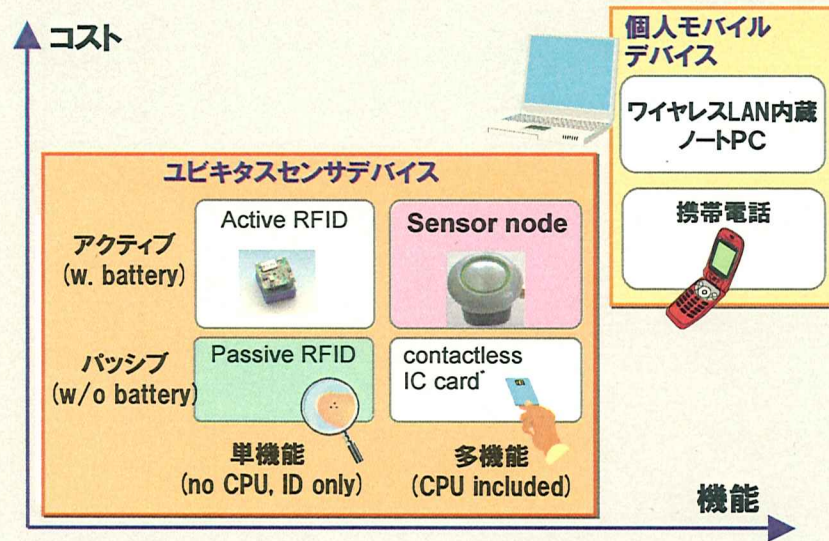 コスト
個人モバイル
デバイス
ワイヤレスLAN内蔵
ノートPC
携帯電話
ユビキタスセンサデバイス
アクティブ
(w. battery)
Active RFID
Sensor node
パッシブ
(w/o battery)
Passive RFID
contactless
IC card*
単機能
(no CPU, ID only)
多機能
(CPU included)
機能